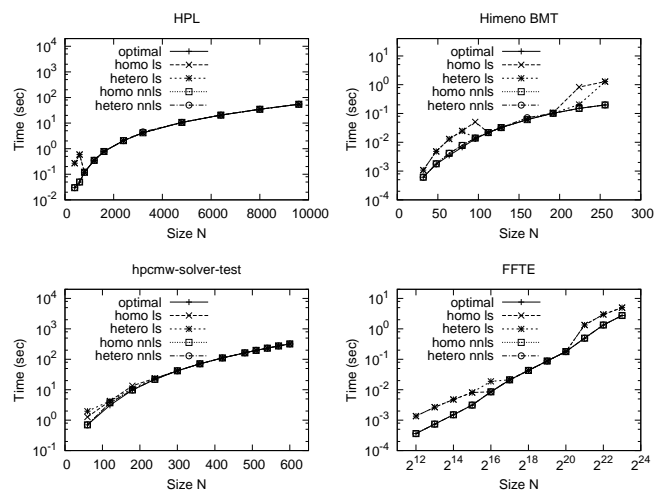 HPL
Time (sec)
10^4
10^3
10^2
10^1
10^0
10^-1
10^-2
optimal
homo ls
hetero ls
homo nnls
hetero nnls
0 2000 4000 6000 8000 10000
Size N
Himeno BMT
Time (sec)
10^2
10^1
10^0
10^-1
10^-2
10^-3
10^-4
optimal
homo ls
hetero ls
homo nnls
hetero nnls
0 50 100 150 200 250 300
Size N
hpcmw-solver-test
Time (sec)
10^4
10^3
10^2
10^1
10^0
10^-1
optimal
homo ls
hetero ls
homo nnls
hetero nnls
0 100 200 300 400 500 600
Size N
FFTE
Time (sec)
10^1
10^0
10^-1
10^-2
10^-3
10^-4
optimal
homo ls
hetero ls
homo nnls
hetero nnls
2^12 2^14 2^16 2^18 2^20 2^22 2^24
Size N